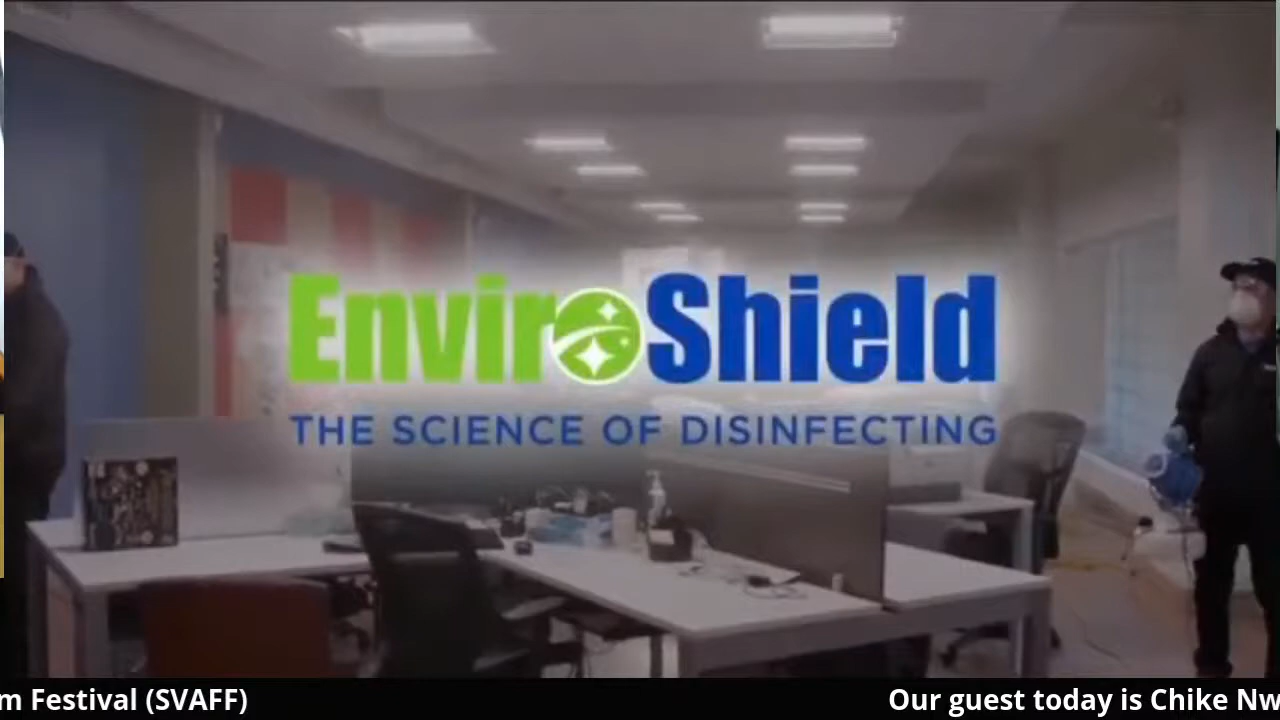 EnviroShield
THE SCIENCE OF DISINFECTING
m Festival (SVAFF)
Our guest today is Chike Nw